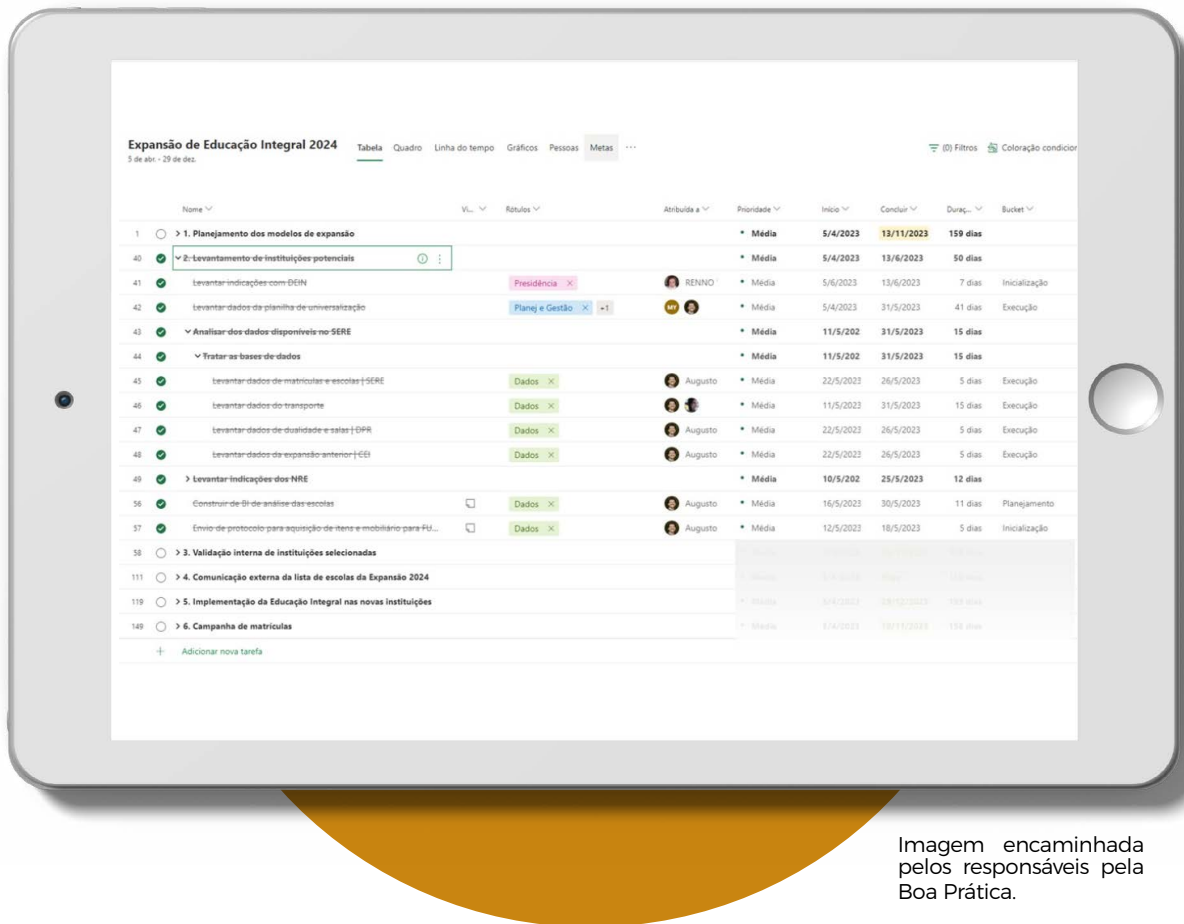 Expansão de Educação Integral 2024 Tabela Quadro Linha do tempo Gráficos Pessoas Metas ... (0) Filtros Coloração condicion
5 de abr. - 29 de dez.
Nome Vi... Rótulos Atribuída a Prioridade Início Concluir Duraç... Bucket
1 1. Planejamento dos modelos de expansão Média 5/4/2023 13/11/2023 159 dias
40 2. Levantamento de instituições potenciais Média 5/4/2023 13/6/2023 50 dias
41 Levantar indicações com DEIN Presidência RENNO Média 5/6/2023 13/6/2023 7 dias Inicialização
42 Levantar dados da planilha de universalização Planej e Gestão +1 MY Média 5/4/2023 31/5/2023 41 dias Execução
43 Analisar dos dados disponíveis no SERE Média 11/5/202 31/5/2023 15 dias
44 Tratar as bases de dados Média 11/5/202 31/5/2023 15 dias
45 Levantar dados de matrículas e escolas | SERE Dados Augusto Média 22/5/2023 26/5/2023 5 dias Execução
46 Levantar dados do transporte Dados Média 11/5/2023 31/5/2023 15 dias Execução
47 Levantar dados de dualidade e salas | DPR Dados Augusto Média 22/5/2023 26/5/2023 5 dias Execução
48 Levantar dados da expansão anterior | CEI Dados Augusto Média 22/5/2023 26/5/2023 5 dias Execução
49 Levantar indicações dos NRE Média 10/5/202 25/5/2023 12 dias
56 Construir de BI de análise das escolas Dados Augusto Média 16/5/2023 30/5/2023 11 dias Planejamento
57 Envio de protocolo para aquisição de itens e mobiliário para FU... Dados Augusto Média 12/5/2023 18/5/2023 5 dias Inicialização
58 3. Validação interna de instituições selecionadas
111 4. Comunicação externa da lista de escolas da Expansão 2024
119 5. Implementação da Educação Integral nas novas instituições
149 6. Campanha de matrículas
+ Adicionar nova tarefa
Imagem encaminhada
pelos responsáveis pela
Boa Prática.